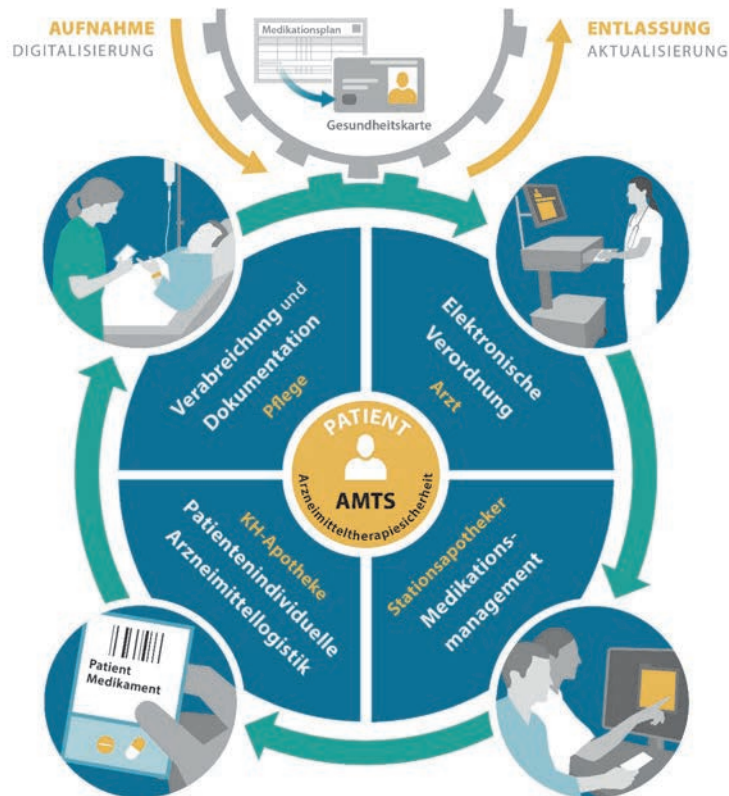 AUFNAHME
DIGITALISIERUNG
Medikationsplan
Gesundheitskarte
ENTLASSUNG
AKTUALISIERUNG
Verabreichung und
Dokumentation
Pflege
Elektronische
Verordnung
Arzt
PATIENT
AMTS
Arzneimitteltherapiesicherheit
KH-Apotheke
Patientenindividuelle
Arzneimittellogistik
Stationsapotheker
Medikations-
management
Patient
Medikament